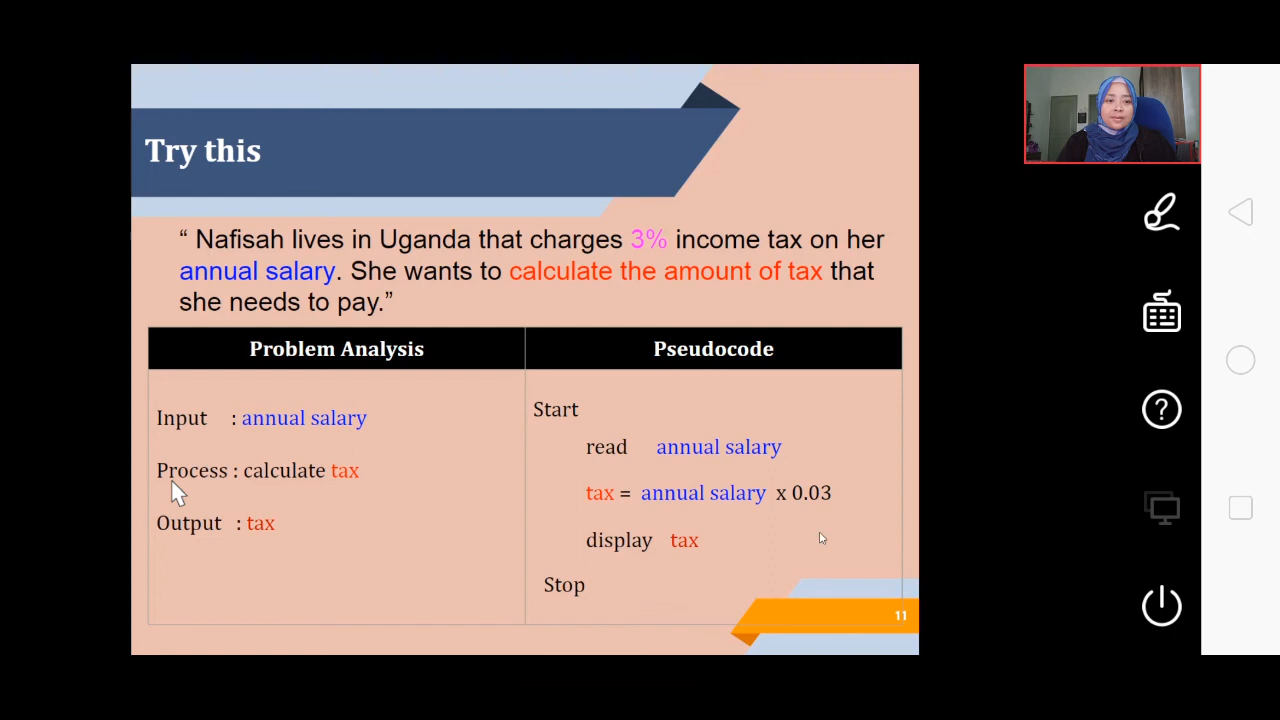 Try this
“ Nafisah lives in Uganda that charges 3% income tax on her
annual salary. She wants to calculate the amount of tax that
she needs to pay.”
Problem Analysis
Input : annual salary
Process : calculate tax
Output : tax
Pseudocode
Start
read annual salary
tax = annual salary x 0.03
display tax
Stop
11